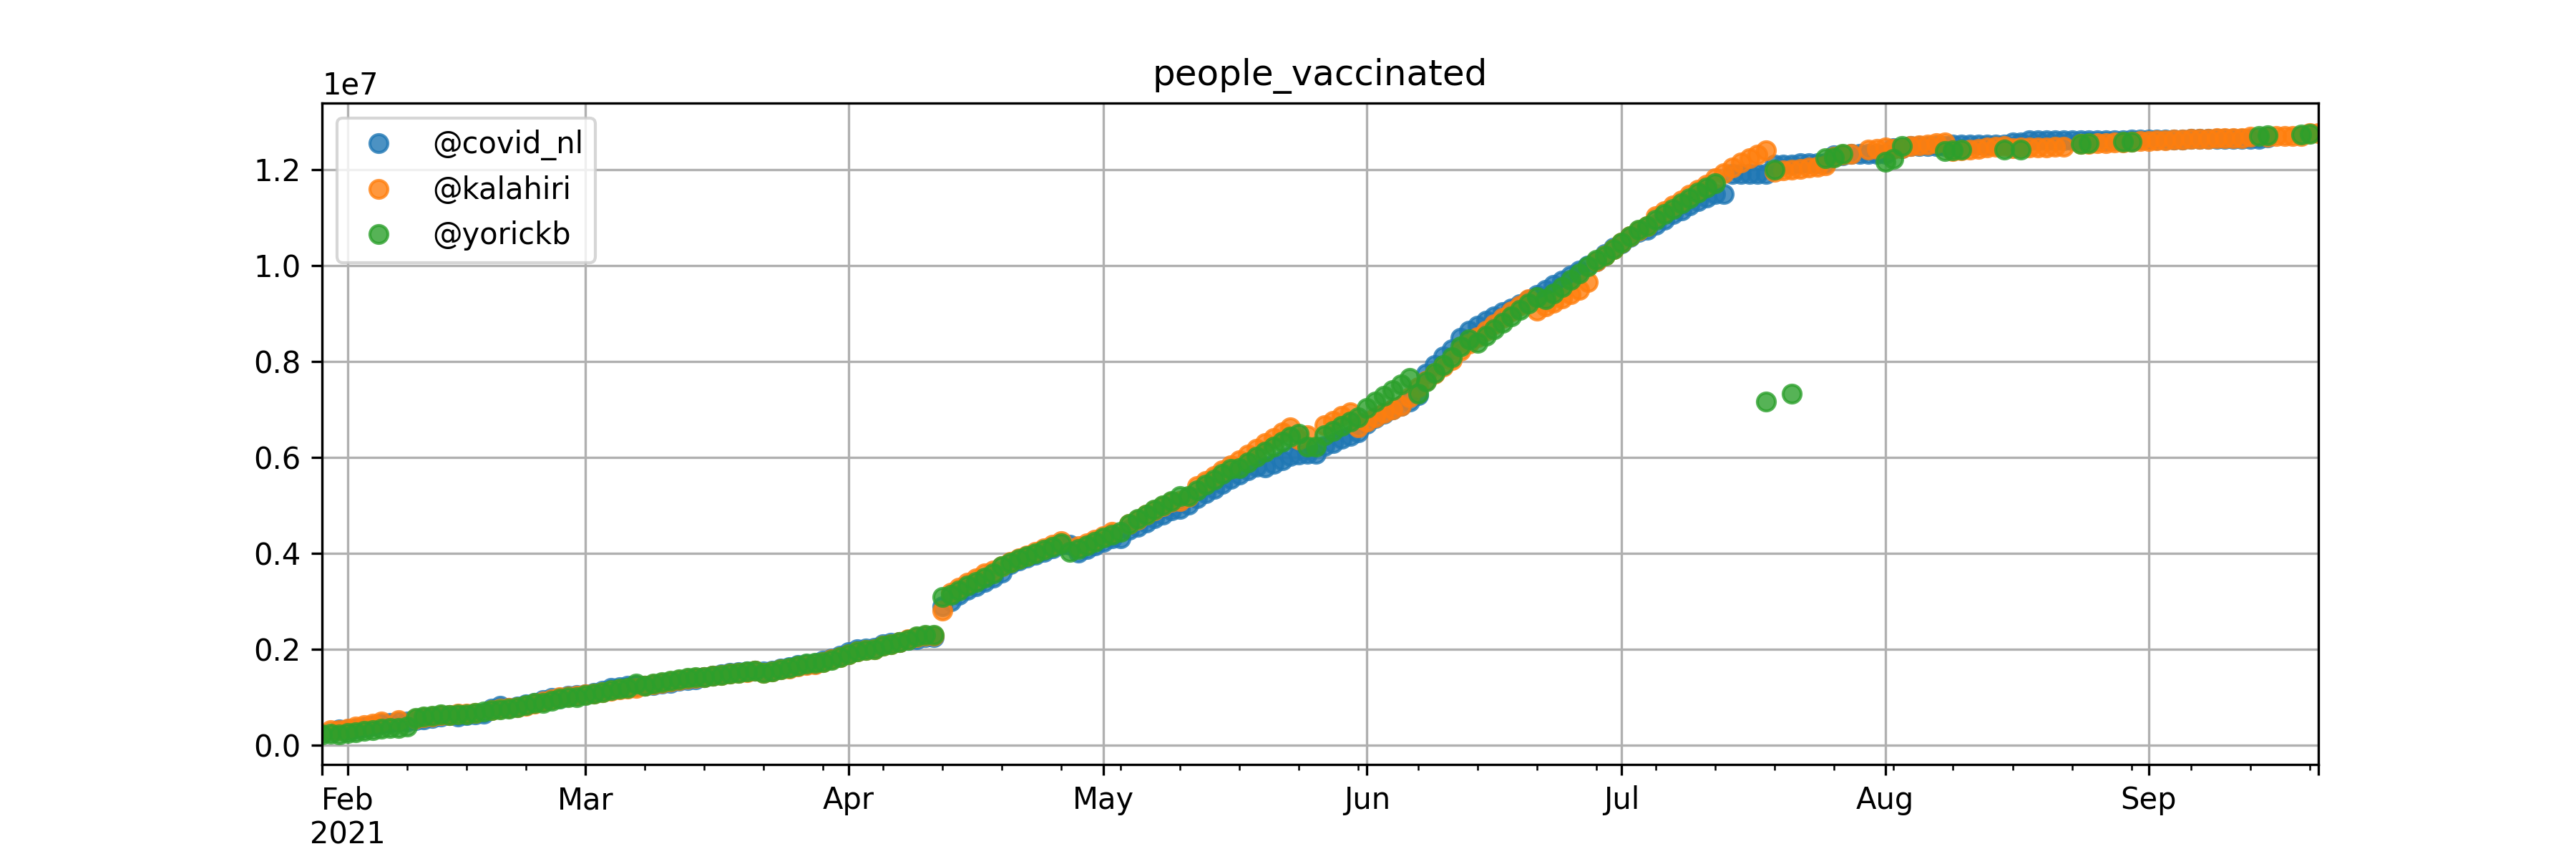 people_vaccinated
1e7
@covid_nl
@kalahiri
@yorickb
1.2
1.0
0.8
0.6
0.4
0.2
0.0
Feb Mar Apr May Jun Jul Aug Sep
2021